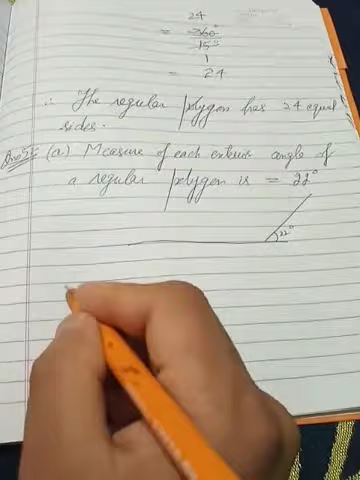 24
= 360°
15°
1
= 24
∴ The regular polygon has 24 equal
sides.
(a) Measure of each exterior angle of
a regular polygon is = 22°
22°